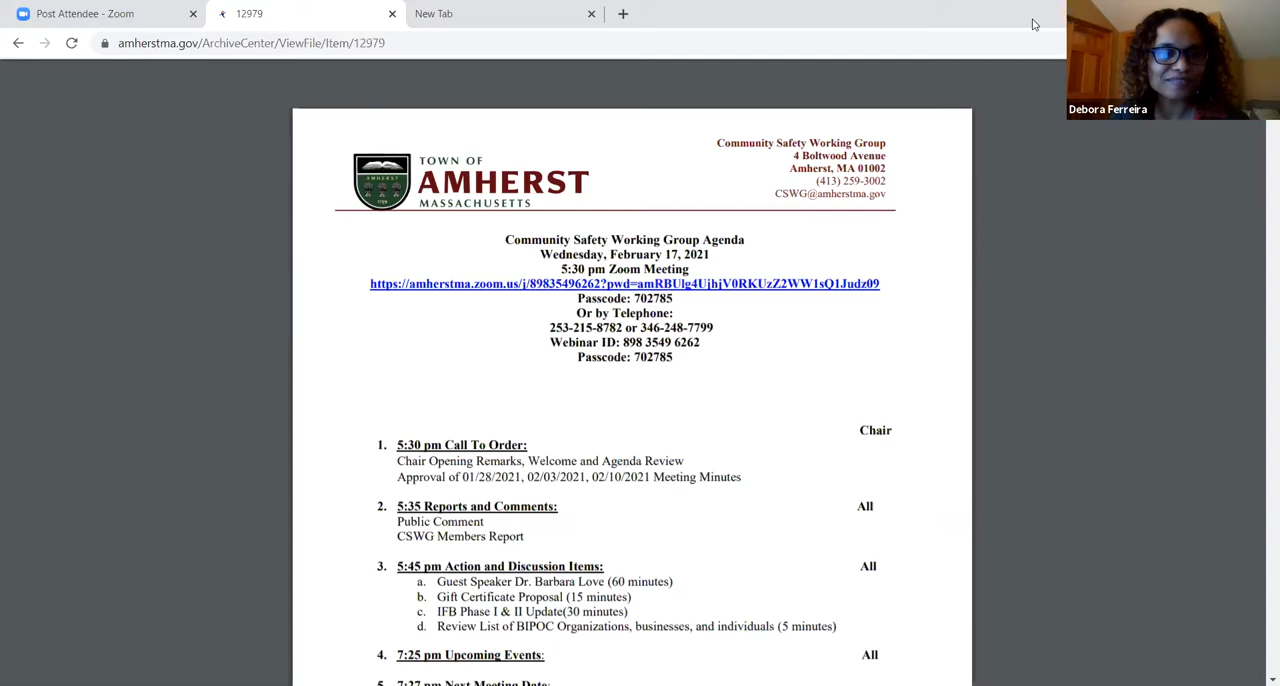 Post Attendee - Zoom
12979
New Tab
amherstma.gov/ArchiveCenter/ViewFile/Item/12979
Debora Ferreira
TOWN OF
AMHERST
MASSACHUSETTS
AMHERST
Community Safety Working Group
4 Boltwood Avenue
Amherst, MA 01002
(413) 259-3002
CSWG@amherstma.gov
Community Safety Working Group Agenda
Wednesday, February 17, 2021
5:30 pm Zoom Meeting
https://amherstma.zoom.us/j/89835496262?pwd=amRBUlg4UjhjV0RKUzZ2WW1sQ1Judz09
Passcode: 702785
Or by Telephone:
253-215-8782 or 346-248-7799
Webinar ID: 898 3549 6262
Passcode: 702785
Chair
1. 5:30 pm Call To Order:
Chair Opening Remarks, Welcome and Agenda Review
Approval of 01/28/2021, 02/03/2021, 02/10/2021 Meeting Minutes
2. 5:35 Reports and Comments: All
Public Comment
CSWG Members Report
3. 5:45 pm Action and Discussion Items: All
a. Guest Speaker Dr. Barbara Love (60 minutes)
b. Gift Certificate Proposal (15 minutes)
c. IFB Phase I & II Update(30 minutes)
d. Review List of BIPOC Organizations, businesses, and individuals (5 minutes)
4. 7:25 pm Upcoming Events: All
5. 7:27 pm Next Meeting Date: